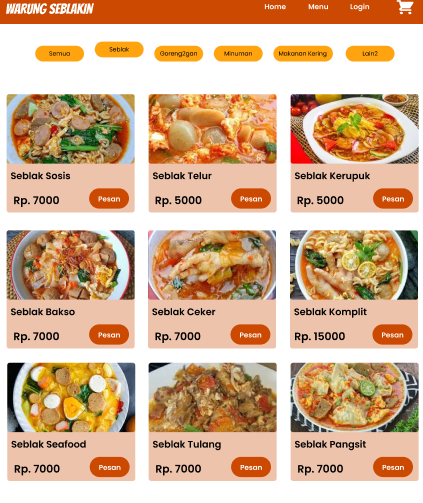 WARUNG SEBLAKIN
Home Menu Login
Semua Seblak Goreng2gan Minuman Makanan Kering Lain2
Seblak Sosis
Rp. 7000 Pesan
Seblak Telur
Rp. 5000 Pesan
Seblak Kerupuk
Rp. 5000 Pesan
Seblak Bakso
Rp. 7000 Pesan
Seblak Ceker
Rp. 7000 Pesan
Seblak Komplit
Rp. 15000 Pesan
Seblak Seafood
Rp. 7000 Pesan
Seblak Tulang
Rp. 7000 Pesan
Seblak Pangsit
Rp. 7000 Pesan